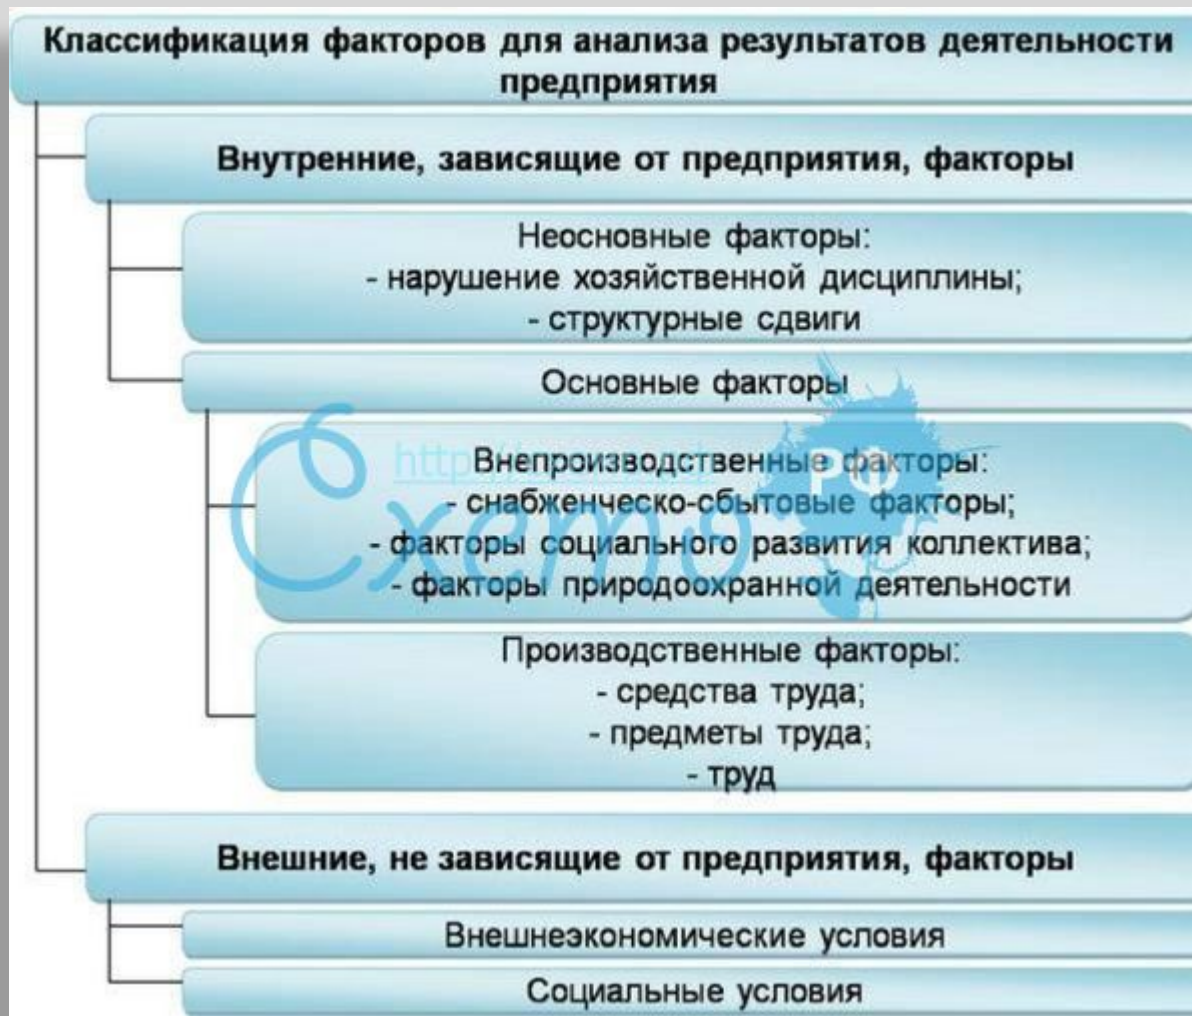 Классификация факторов для анализа результатов деятельности
предприятия
Внутренние, зависящие от предприятия, факторы
Неосновные факторы:
- нарушение хозяйственной дисциплины;
- структурные сдвиги
Основные факторы
Внепроизводственные факторы:
- снабженческо-сбытовые факторы;
- факторы социального развития коллектива;
- факторы природоохранной деятельности
Производственные факторы:
- средства труда;
- предметы труда;
- труд
Внешние, не зависящие от предприятия, факторы
Внешнеэкономические условия
Социальные условия
Схемо
РФ